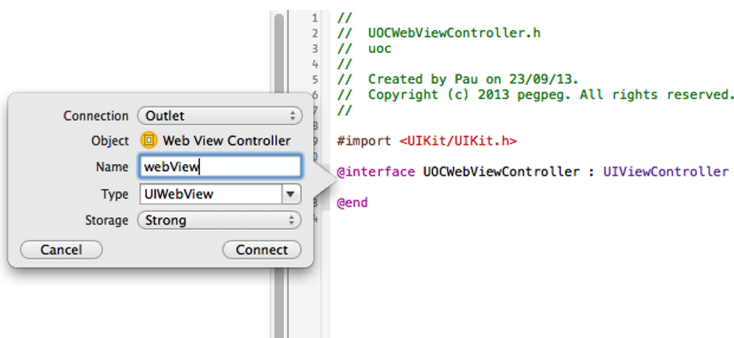 Connection Outlet
Object Web View Controller
Name webView
Type UIWebView
Storage Strong
Cancel Connect
1 //
2 // UOCWebViewController.h
3 // uoc
4 //
5 // Created by Pau on 23/09/13.
6 // Copyright (c) 2013 pegpeg. All rights reserved.
7 //
8
9 #import <UIKit/UIKit.h>
@interface UOCWebViewController : UIViewController
@end